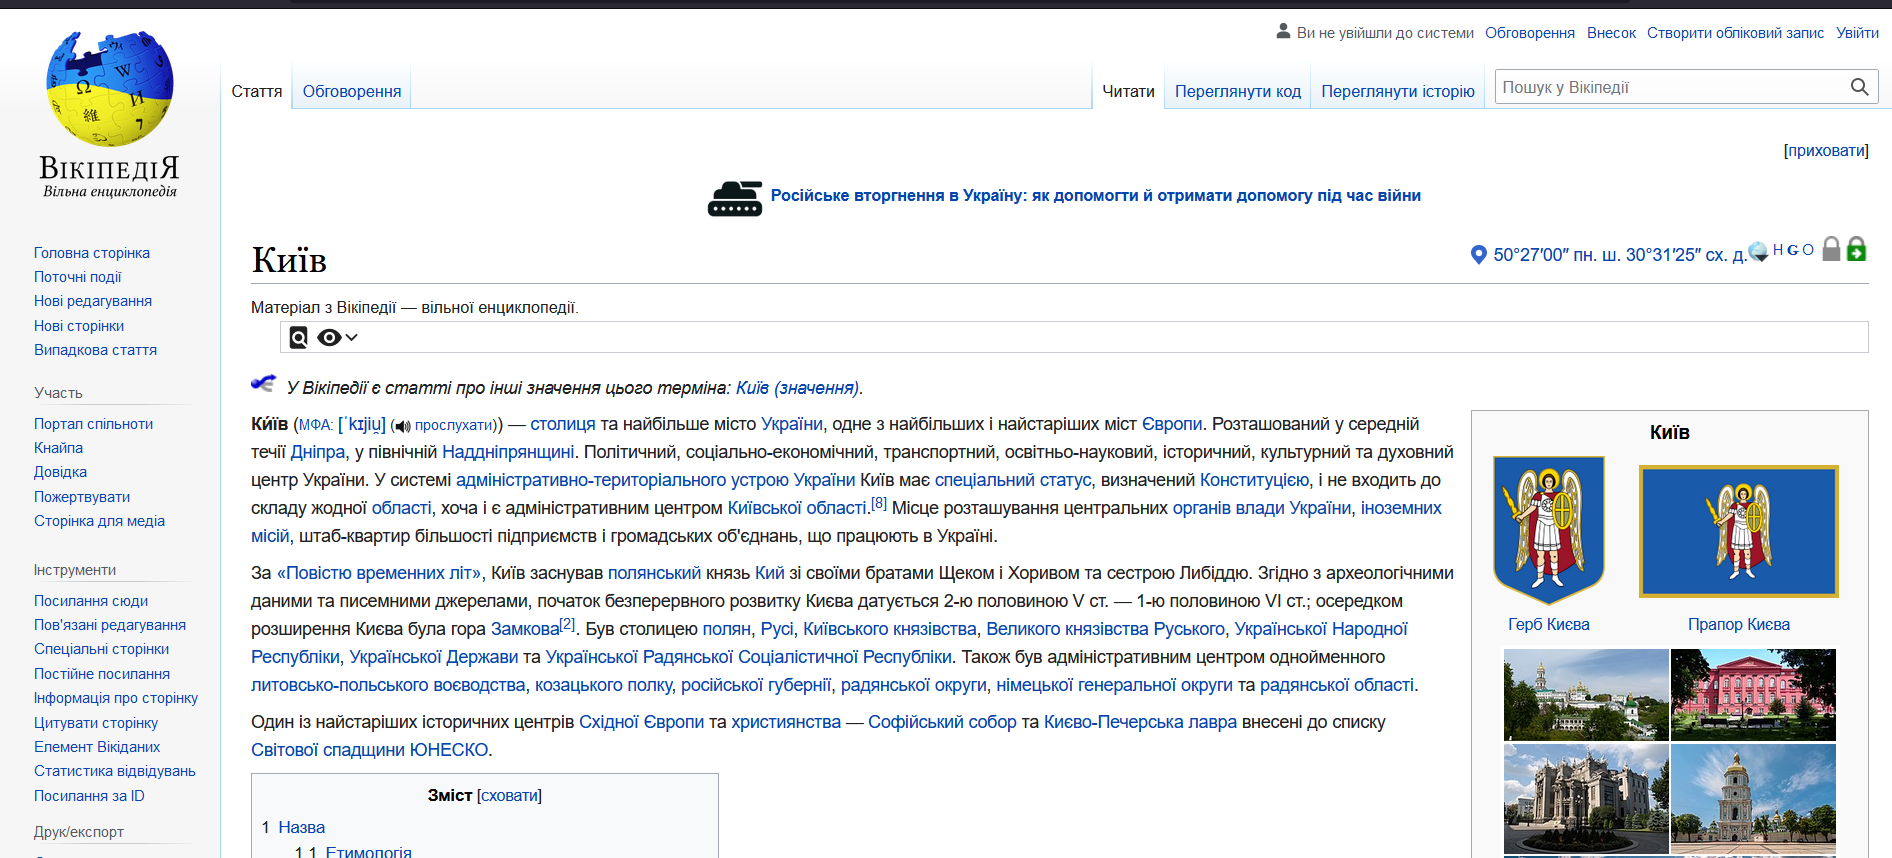 Ви не увійшли до системи Обговорення Внесок Створити обліковий запис Увійти
Стаття Обговорення Читати Переглянути код Переглянути історію Пошук у Вікіпедії
ВІКІПЕДІЯ
Вільна енциклопедія
[приховати]
Російське вторгнення в Україну: як допомогти й отримати допомогу під час війни
Головна сторінка
Поточні події
Нові редагування
Нові сторінки
Випадкова стаття
Участь
Портал спільноти
Кнайпа
Довідка
Пожертвувати
Сторінка для медіа
Інструменти
Посилання сюди
Пов'язані редагування
Спеціальні сторінки
Постійне посилання
Інформація про сторінку
Цитувати сторінку
Елемент Вікіданих
Статистика відвідувань
Посилання за ID
Друк/експорт
Київ
50°27′00″ пн. ш. 30°31′25″ сх. д. H G O
Матеріал з Вікіпедії — вільної енциклопедії.
У Вікіпедії є статті про інші значення цього терміна: Київ (значення).
Ки́їв (МФА: [ˈkɪjiu̯] (прослухати)) — столиця та найбільше місто України, одне з найбільших і найстаріших міст Європи. Розташований у середній
течії Дніпра, у північній Наддніпрянщині. Політичний, соціально-економічний, транспортний, освітньо-науковий, історичний, культурний та духовний
центр України. У системі адміністративно-територіального устрою України Київ має спеціальний статус, визначений Конституцією, і не входить до
складу жодної області, хоча і є адміністративним центром Київської області.[8] Місце розташування центральних органів влади України, іноземних
місій, штаб-квартир більшості підприємств і громадських об'єднань, що працюють в Україні.
За «Повістю временних літ», Київ заснував полянський князь Кий зі своїми братами Щеком і Хоривом та сестрою Либіддю. Згідно з археологічними
даними та писемними джерелами, початок безперервного розвитку Києва датується 2-ю половиною V ст. — 1-ю половиною VI ст.; осередком
розширення Києва була гора Замкова[2]. Був столицею полян, Русі, Київського князівства, Великого князівства Руського, Української Народної
Республіки, Української Держави та Української Радянської Соціалістичної Республіки. Також був адміністративним центром однойменного
литовсько-польського воєводства, козацького полку, російської губернії, радянської округи, німецької генеральної округи та радянської області.
Один із найстаріших історичних центрів Східної Європи та християнства — Софійський собор та Києво-Печерська лавра внесені до списку
Світової спадщини ЮНЕСКО.
Зміст [сховати]
1 Назва
1.1 Етимологія
Київ
Герб Києва Прапор Києва